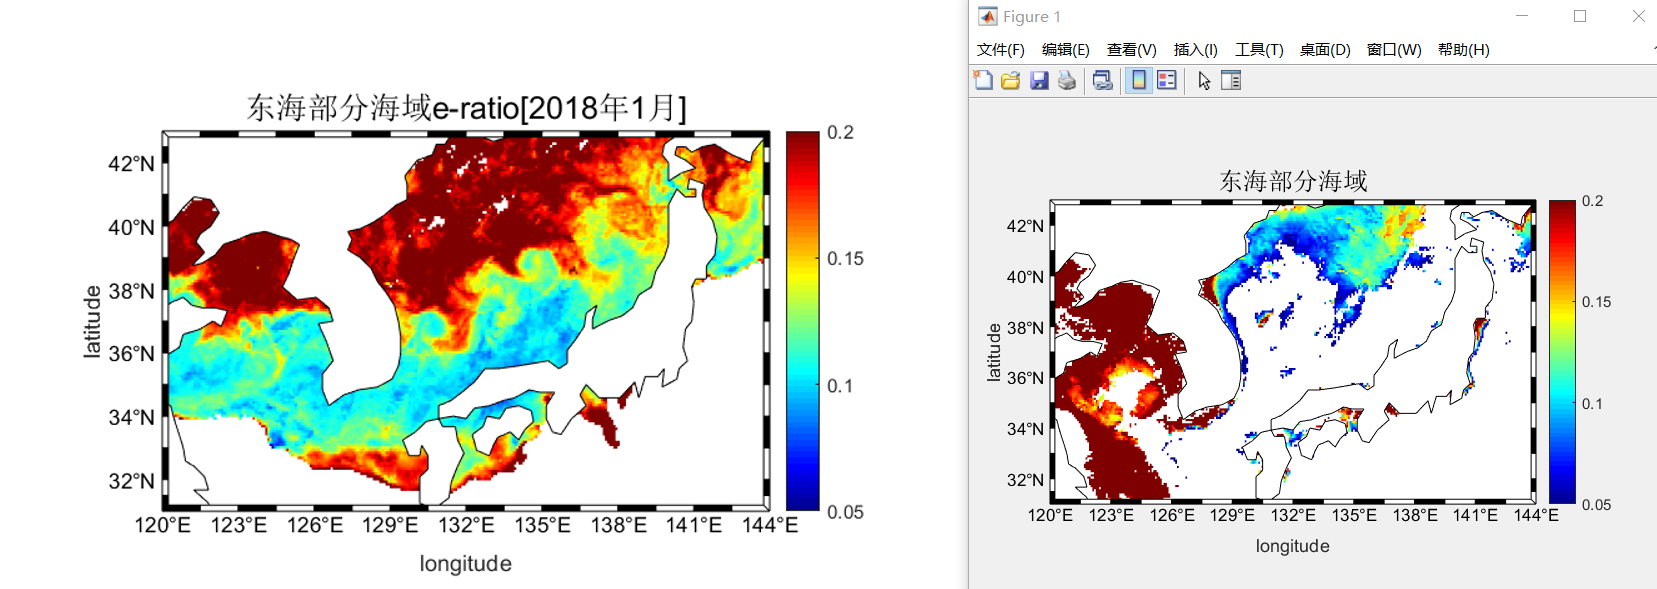 东海部分海域e-ratio[2018年1月]
latitude
42°N
40°N
38°N
36°N
34°N
32°N
120°E 123°E 126°E 129°E 132°E 135°E 138°E 141°E 144°E
longitude
0.2
0.15
0.1
0.05
Figure 1
文件(F) 编辑(E) 查看(V) 插入(I) 工具(T) 桌面(D) 窗口(W) 帮助(H)
东海部分海域
latitude
42°N
40°N
38°N
36°N
34°N
32°N
120°E 123°E 126°E 129°E 132°E 135°E 138°E 141°E 144°E
longitude
0.2
0.15
0.1
0.05